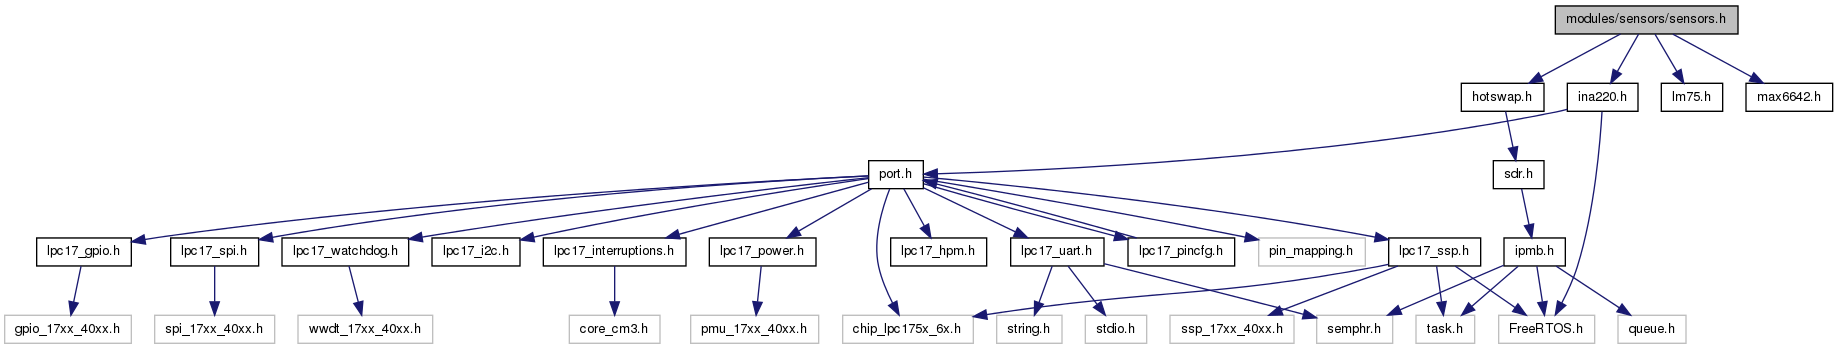 modules/sensors/sensors.h
hotswap.h
ina220.h
lm75.h
max6642.h
port.h
sdr.h
lpc17_gpio.h
lpc17_spi.h
lpc17_watchdog.h
lpc17_i2c.h
lpc17_interruptions.h
lpc17_power.h
lpc17_hpm.h
lpc17_uart.h
lpc17_pincfg.h
pin_mapping.h
lpc17_ssp.h
ipmb.h
gpio_17xx_40xx.h
spi_17xx_40xx.h
wwdt_17xx_40xx.h
core_cm3.h
pmu_17xx_40xx.h
chip_lpc175x_6x.h
string.h
stdio.h
ssp_17xx_40xx.h
semphr.h
task.h
FreeRTOS.h
queue.h